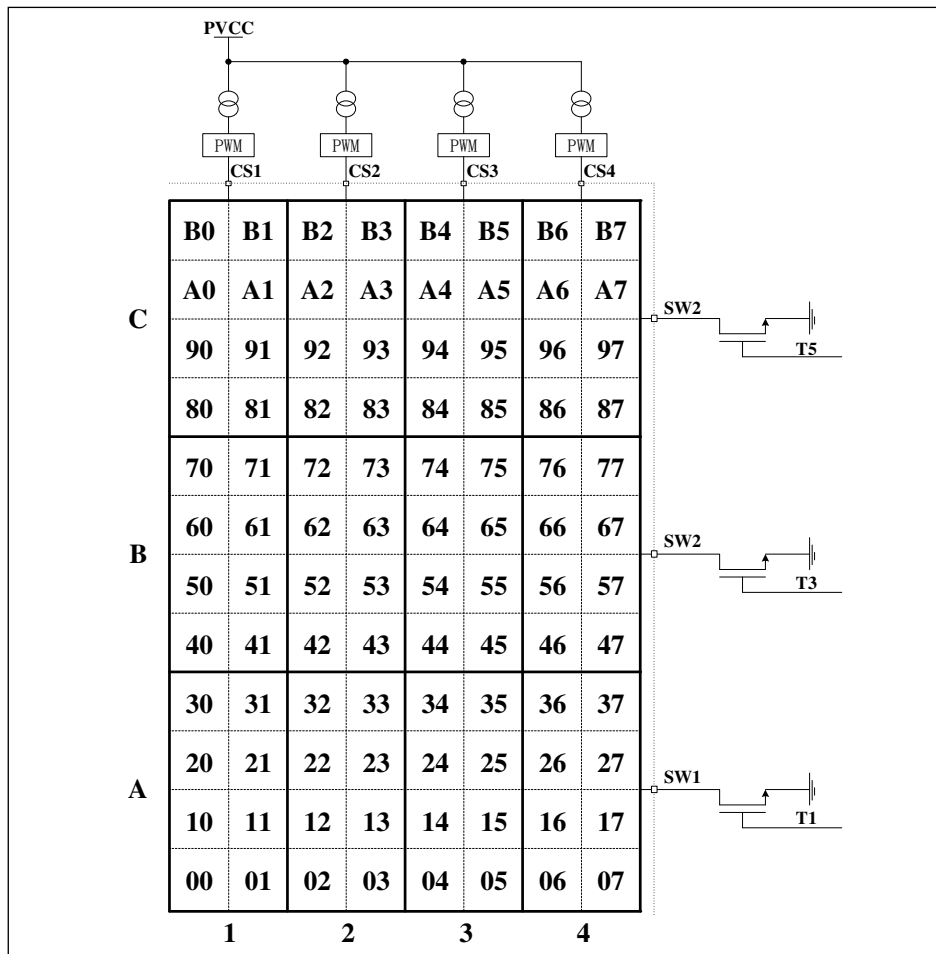 PVCC
PWM PWM PWM PWM
CS1 CS2 CS3 CS4
B0 B1 B2 B3 B4 B5 B6 B7
A0 A1 A2 A3 A4 A5 A6 A7
C SW2
T5
90 91 92 93 94 95 96 97
80 81 82 83 84 85 86 87
70 71 72 73 74 75 76 77
60 61 62 63 64 65 66 67
B SW2
T3
50 51 52 53 54 55 56 57
40 41 42 43 44 45 46 47
30 31 32 33 34 35 36 37
20 21 22 23 24 25 26 27
A SW1
T1
10 11 12 13 14 15 16 17
00 01 02 03 04 05 06 07
1 2 3 4